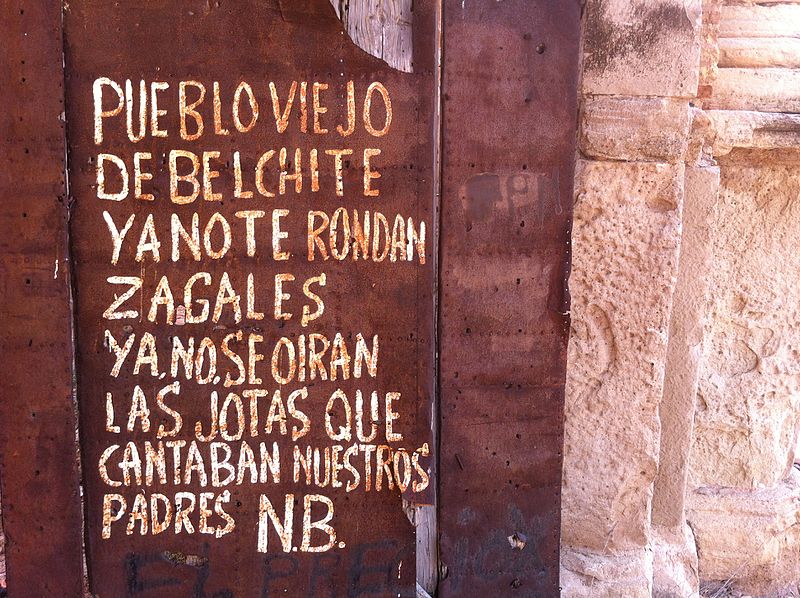 PUEBLO VIEJO
DE BELCHITE
YA NO TE RONDAN
ZAGALES
YA.NO.SE OIRAN
LAS JOTAS QUE
CANTABAN NUESTROS
PADRES N.B.
EL